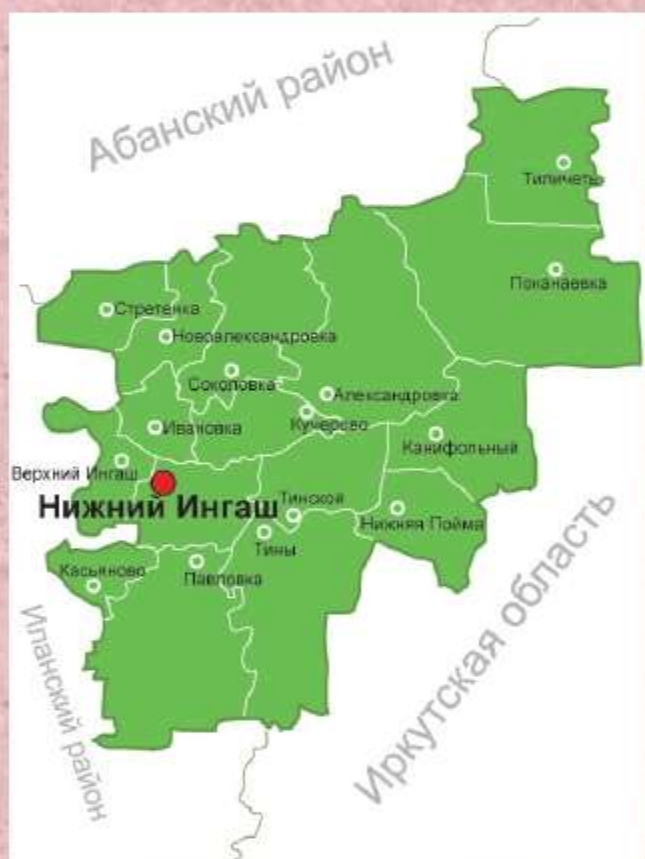 Абанский район
Тиличеты
Поканаевка
Стретенка
Новоалександровка
Соколовка
Александровка
Кучерово
Ивановка
Канифольный
Верхний Ингаш
Нижний Ингаш
Тинской
Нижняя Пойма
Тины
Касьяново
Павловка
Иланский район
Иркутская область